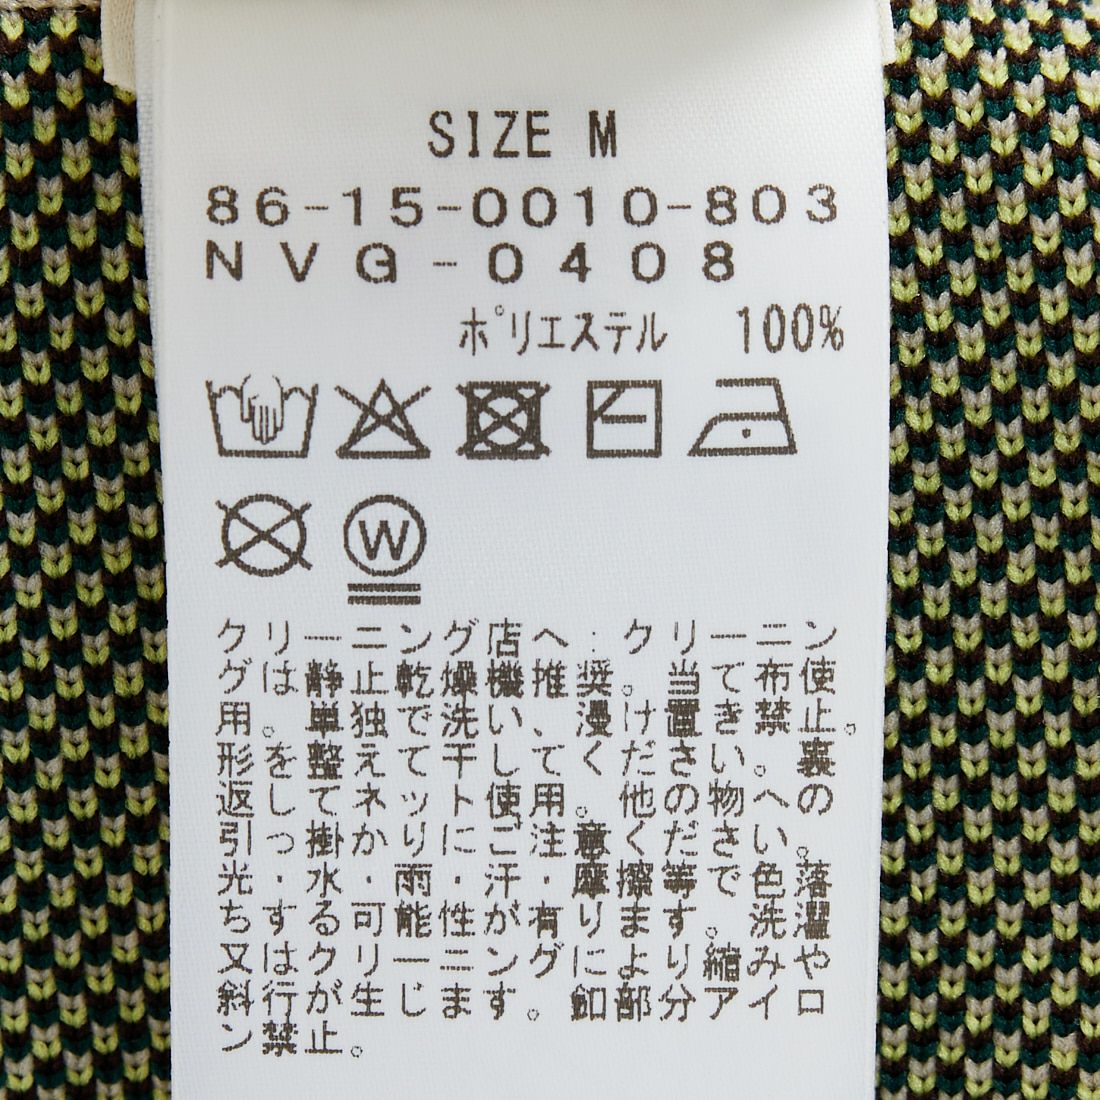 SIZE M
86-15-0010-803
NVG-0408
ポリエステル 100%
W
クリーニング店へ：クリーニン
グは静止乾燥機推奨。当て布使
用。単独で洗い、漫け置き禁止。
形を整えて干してください。裏
返してネット使用。他の物への
引っ掛かりにご注意ください。
光・水・雨・汗・摩擦等で色落
ちする可能性が有ります。洗濯
又はクリーニングにより縮みや
斜行が生じます。釦部分アイロ
ン禁止。